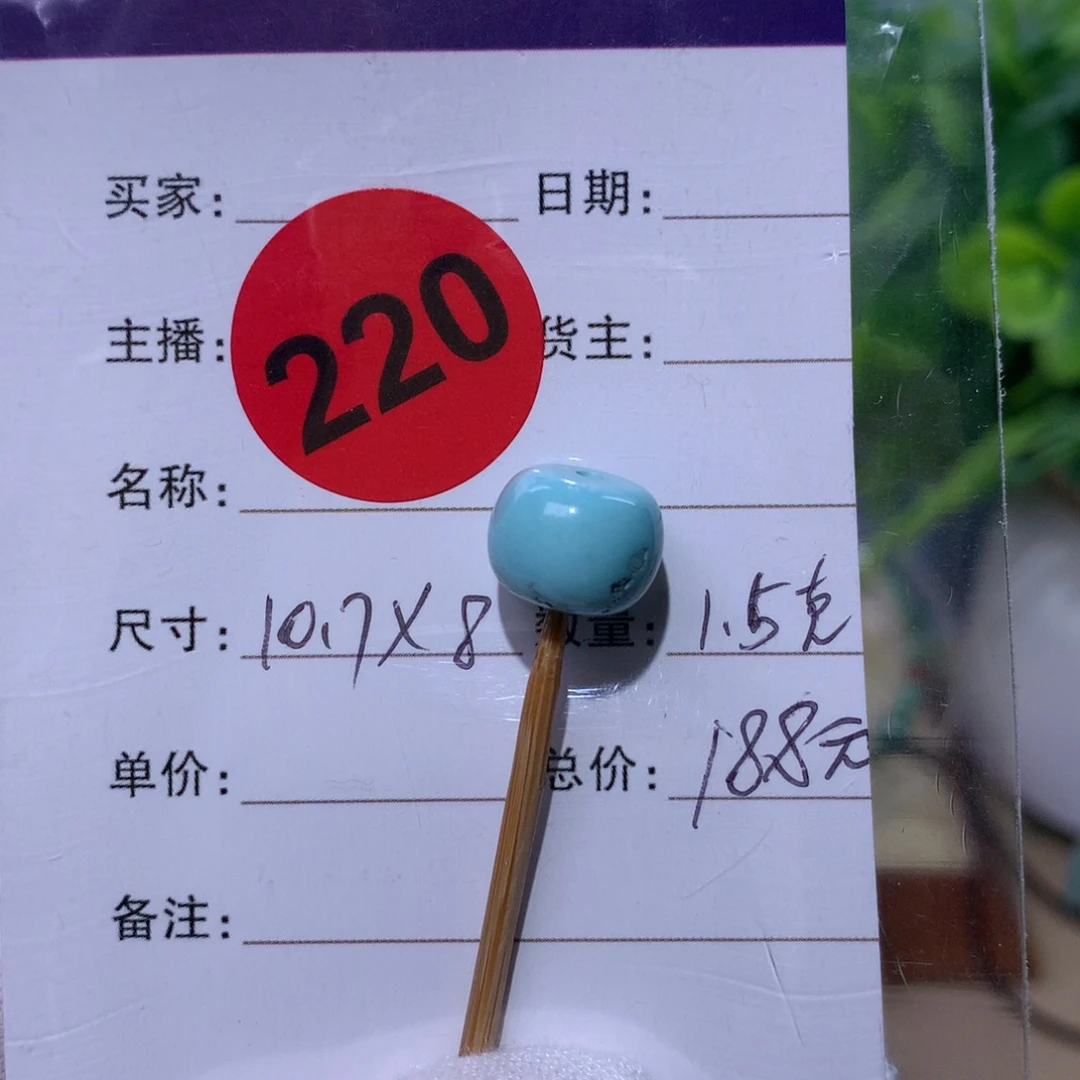 买家： 日期：
220
主播： 货主：
名称：
尺寸：10.7X8 数量：1.5克
单价： 总价：188元
备注：